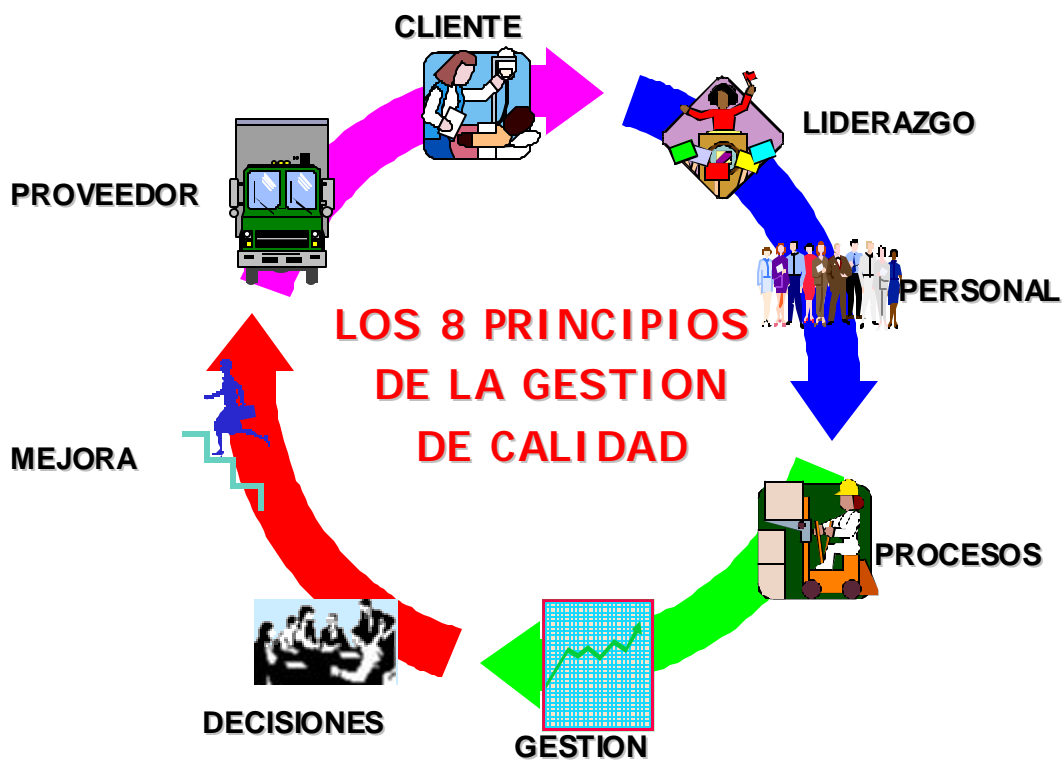 CLIENTE
LIDERAZGO
PROVEEDOR
PERSONAL
LOS 8 PRINCIPIOS
DE LA GESTION
DE CALIDAD
MEJORA
PROCESOS
DECISIONES
GESTION